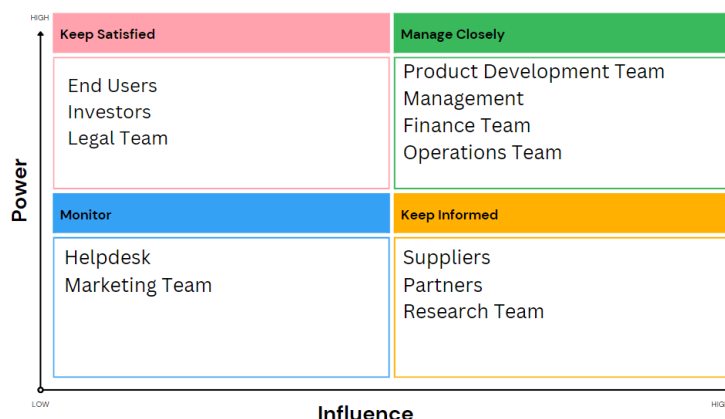 HIGH
Keep Satisfied
Manage Closely
End Users
Investors
Legal Team
Product Development Team
Management
Finance Team
Operations Team
Power
Monitor
Keep Informed
Helpdesk
Marketing Team
Suppliers
Partners
Research Team
LOW
Influence
HIGH